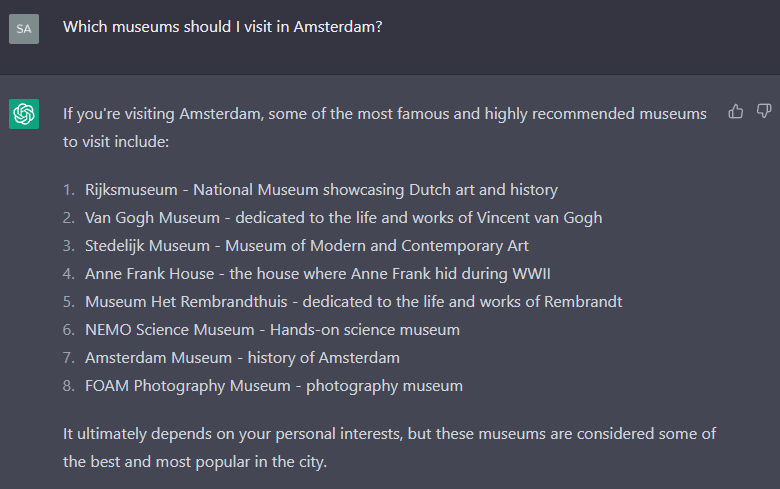 SA
Which museums should I visit in Amsterdam?
If you're visiting Amsterdam, some of the most famous and highly recommended museums
to visit include:
1. Rijksmuseum - National Museum showcasing Dutch art and history
2. Van Gogh Museum - dedicated to the life and works of Vincent van Gogh
3. Stedelijk Museum - Museum of Modern and Contemporary Art
4. Anne Frank House - the house where Anne Frank hid during WWII
5. Museum Het Rembrandthuis - dedicated to the life and works of Rembrandt
6. NEMO Science Museum - Hands-on science museum
7. Amsterdam Museum - history of Amsterdam
8. FOAM Photography Museum - photography museum
It ultimately depends on your personal interests, but these museums are considered some of
the best and most popular in the city.